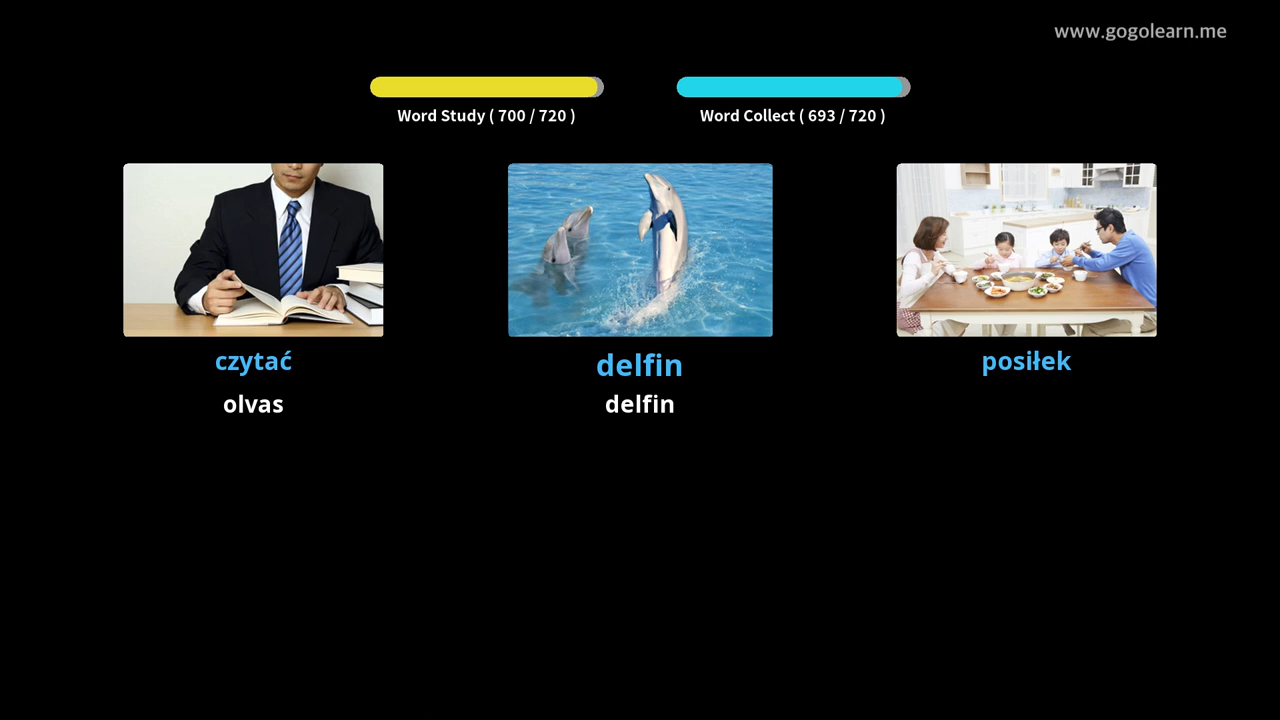 www.gogolearn.me
Word Study ( 700 / 720 )
Word Collect ( 693 / 720 )
czytać
delfin
posiłek
olvas
delfin